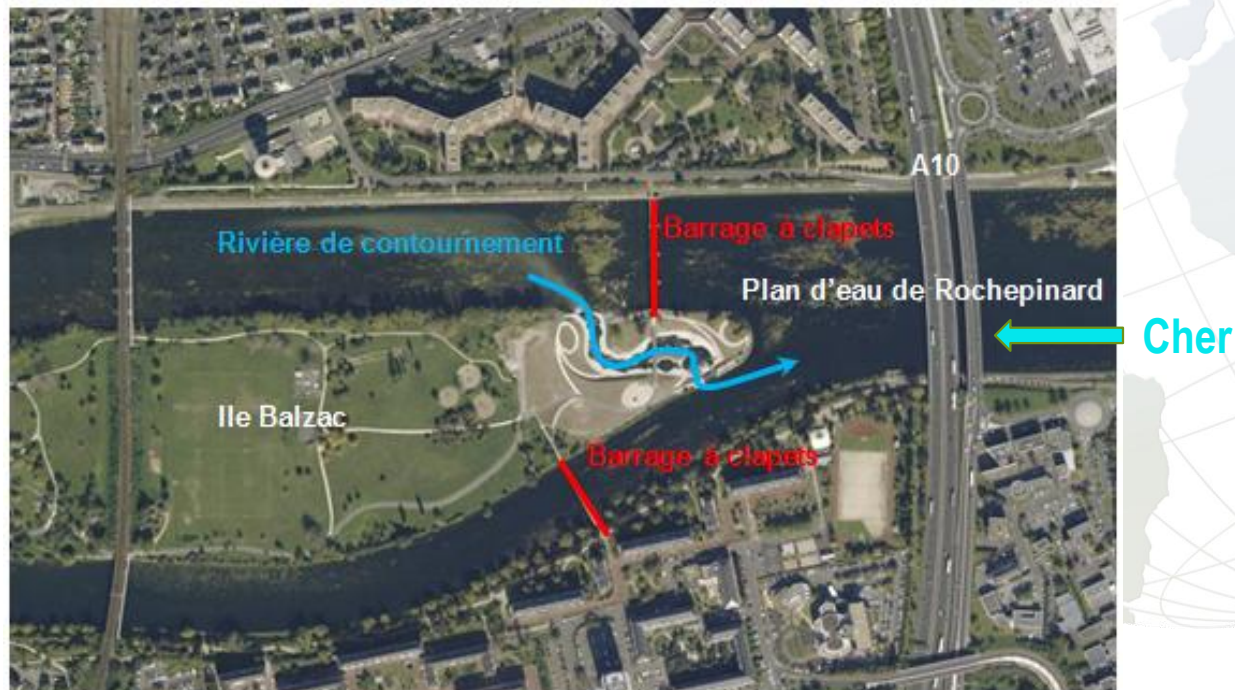 A10
Barrage à clapets
Rivière de contournement
Plan d'eau de Rochepinard
Cher
Ile Balzac
Barrage à clapets